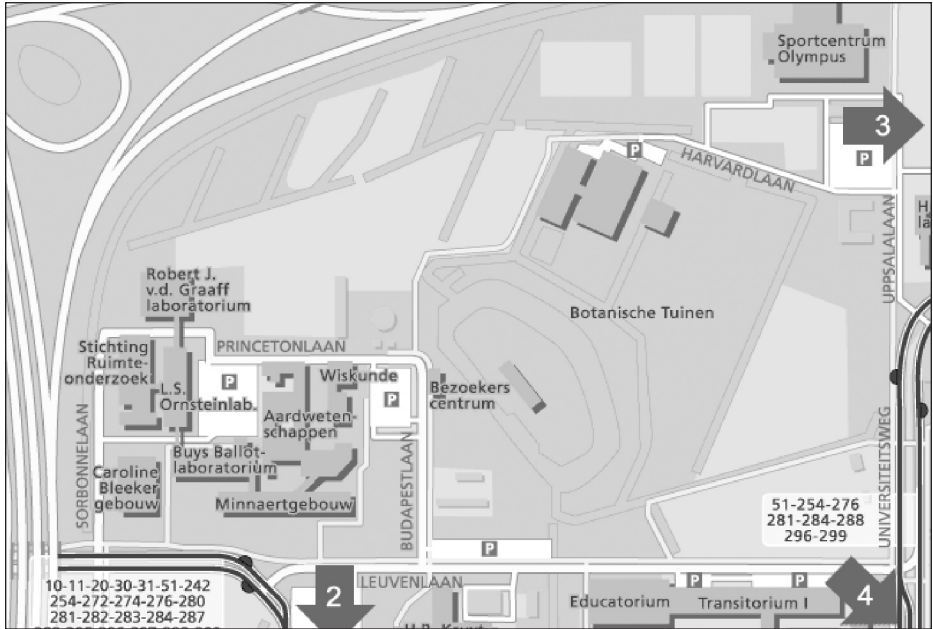 Sportcentrum
Olympus
3
P
P
HARVARDLAAN
UPPSALALAAN
Robert J.
v.d. Graaff
laboratorium
Botanische Tuinen
PRINCETONLAAN
Stichting
Ruimte-
onderzoek
P
Wiskunde
P
Bezoekers
centrum
L.S.
Ornsteinlab.
Aardweten-
schappen
SORBONNELAAN
Buys Ballot-
laboratorium
BUDAPESTLAAN
UNIVERSITEITSWEG
Caroline
Bleeker
gebouw
Minnaertgebouw
51-254-276
281-284-288
296-299
P
10-11-20-30-31-51-242
254-272-274-276-280
281-282-283-284-287
2
LEUVENLAAN
P
P
Educatorium
Transitorium I
4